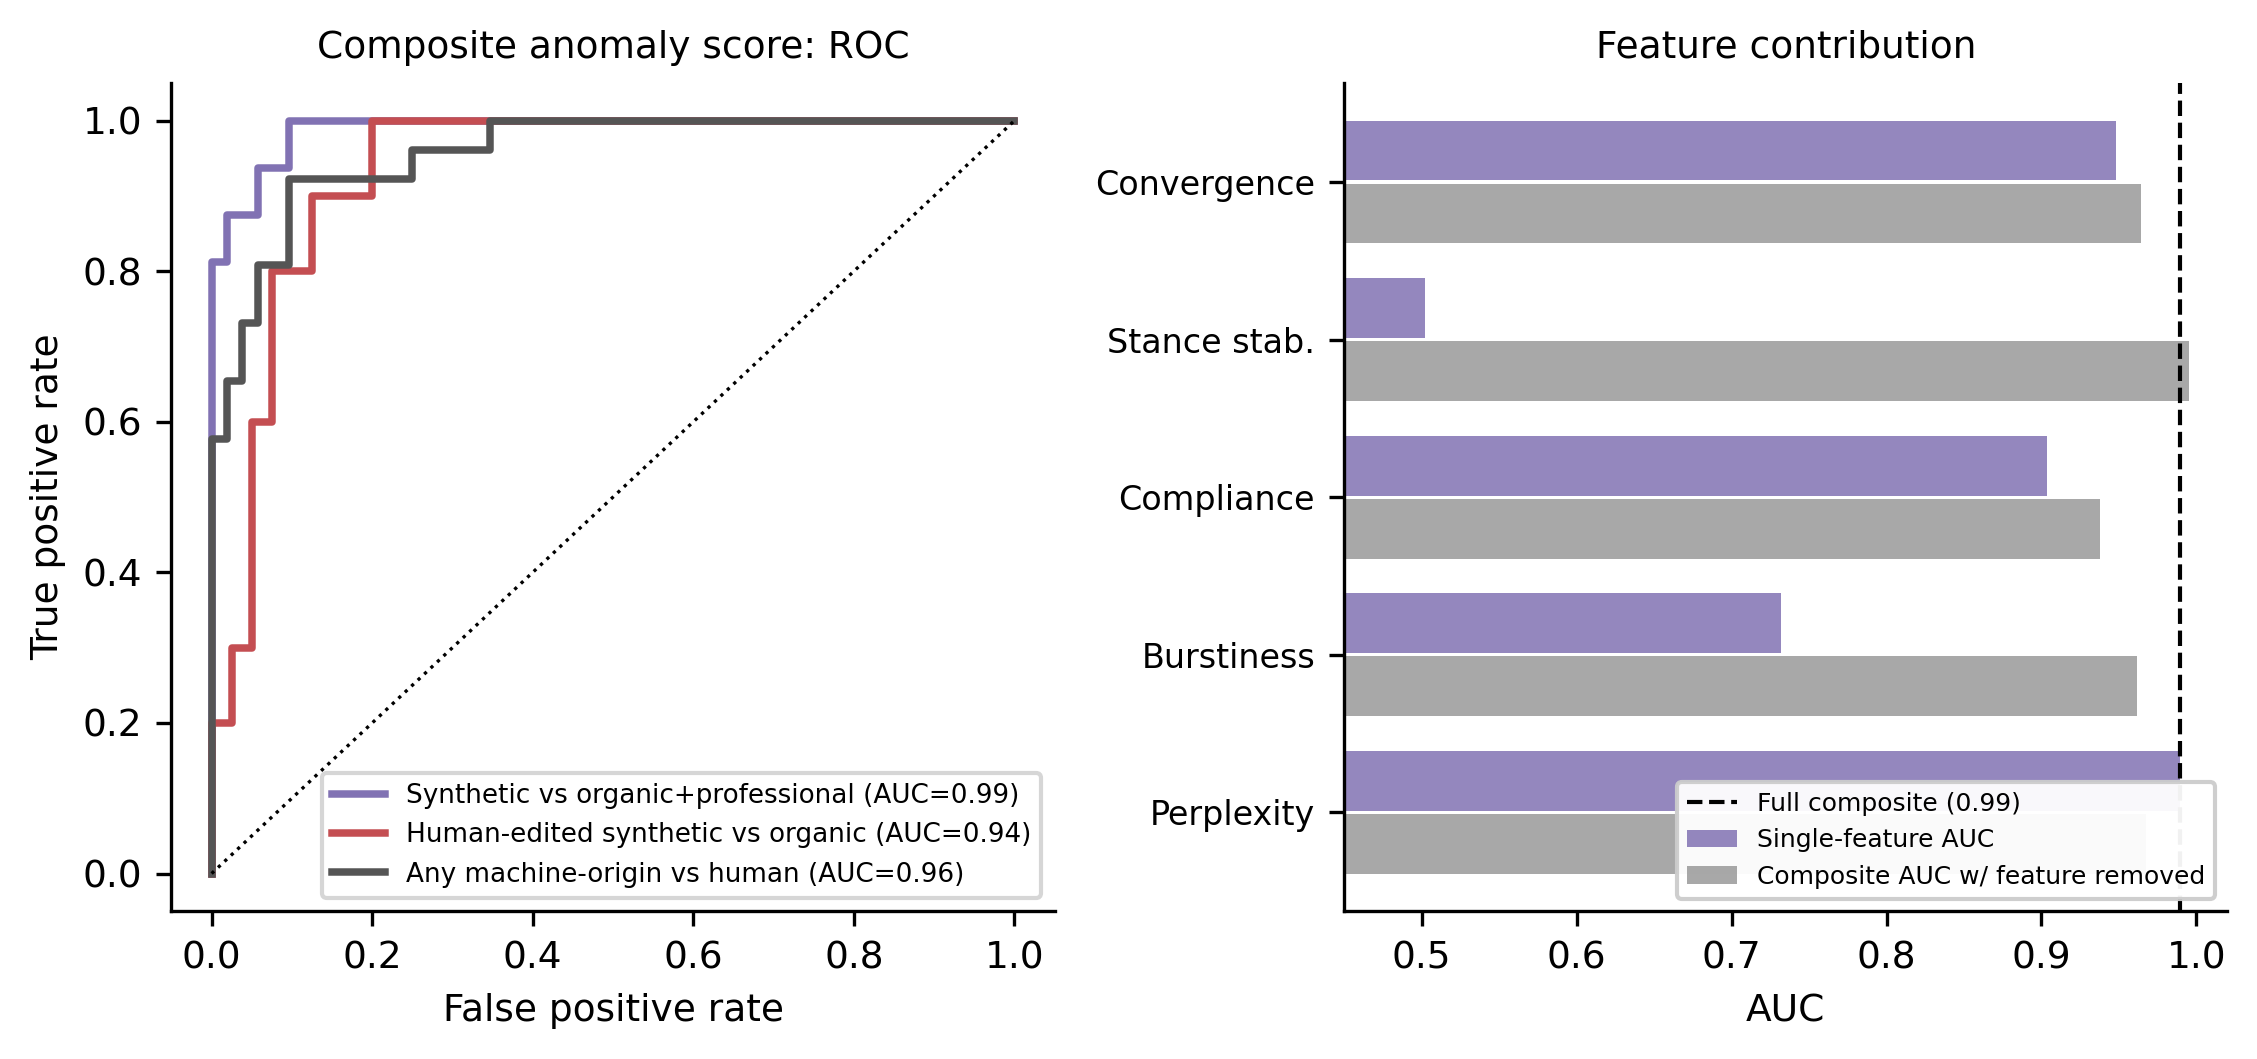 Composite anomaly score: ROC
True positive rate
1.0
0.8
0.6
0.4
0.2
0.0
Synthetic vs organic+professional (AUC=0.99)
Human-edited synthetic vs organic (AUC=0.94)
Any machine-origin vs human (AUC=0.96)
0.0 0.2 0.4 0.6 0.8 1.0
False positive rate
Feature contribution
Convergence
Stance stab.
Compliance
Burstiness
Perplexity
Full composite (0.99)
Single-feature AUC
Composite AUC w/ feature removed
0.5 0.6 0.7 0.8 0.9 1.0
AUC